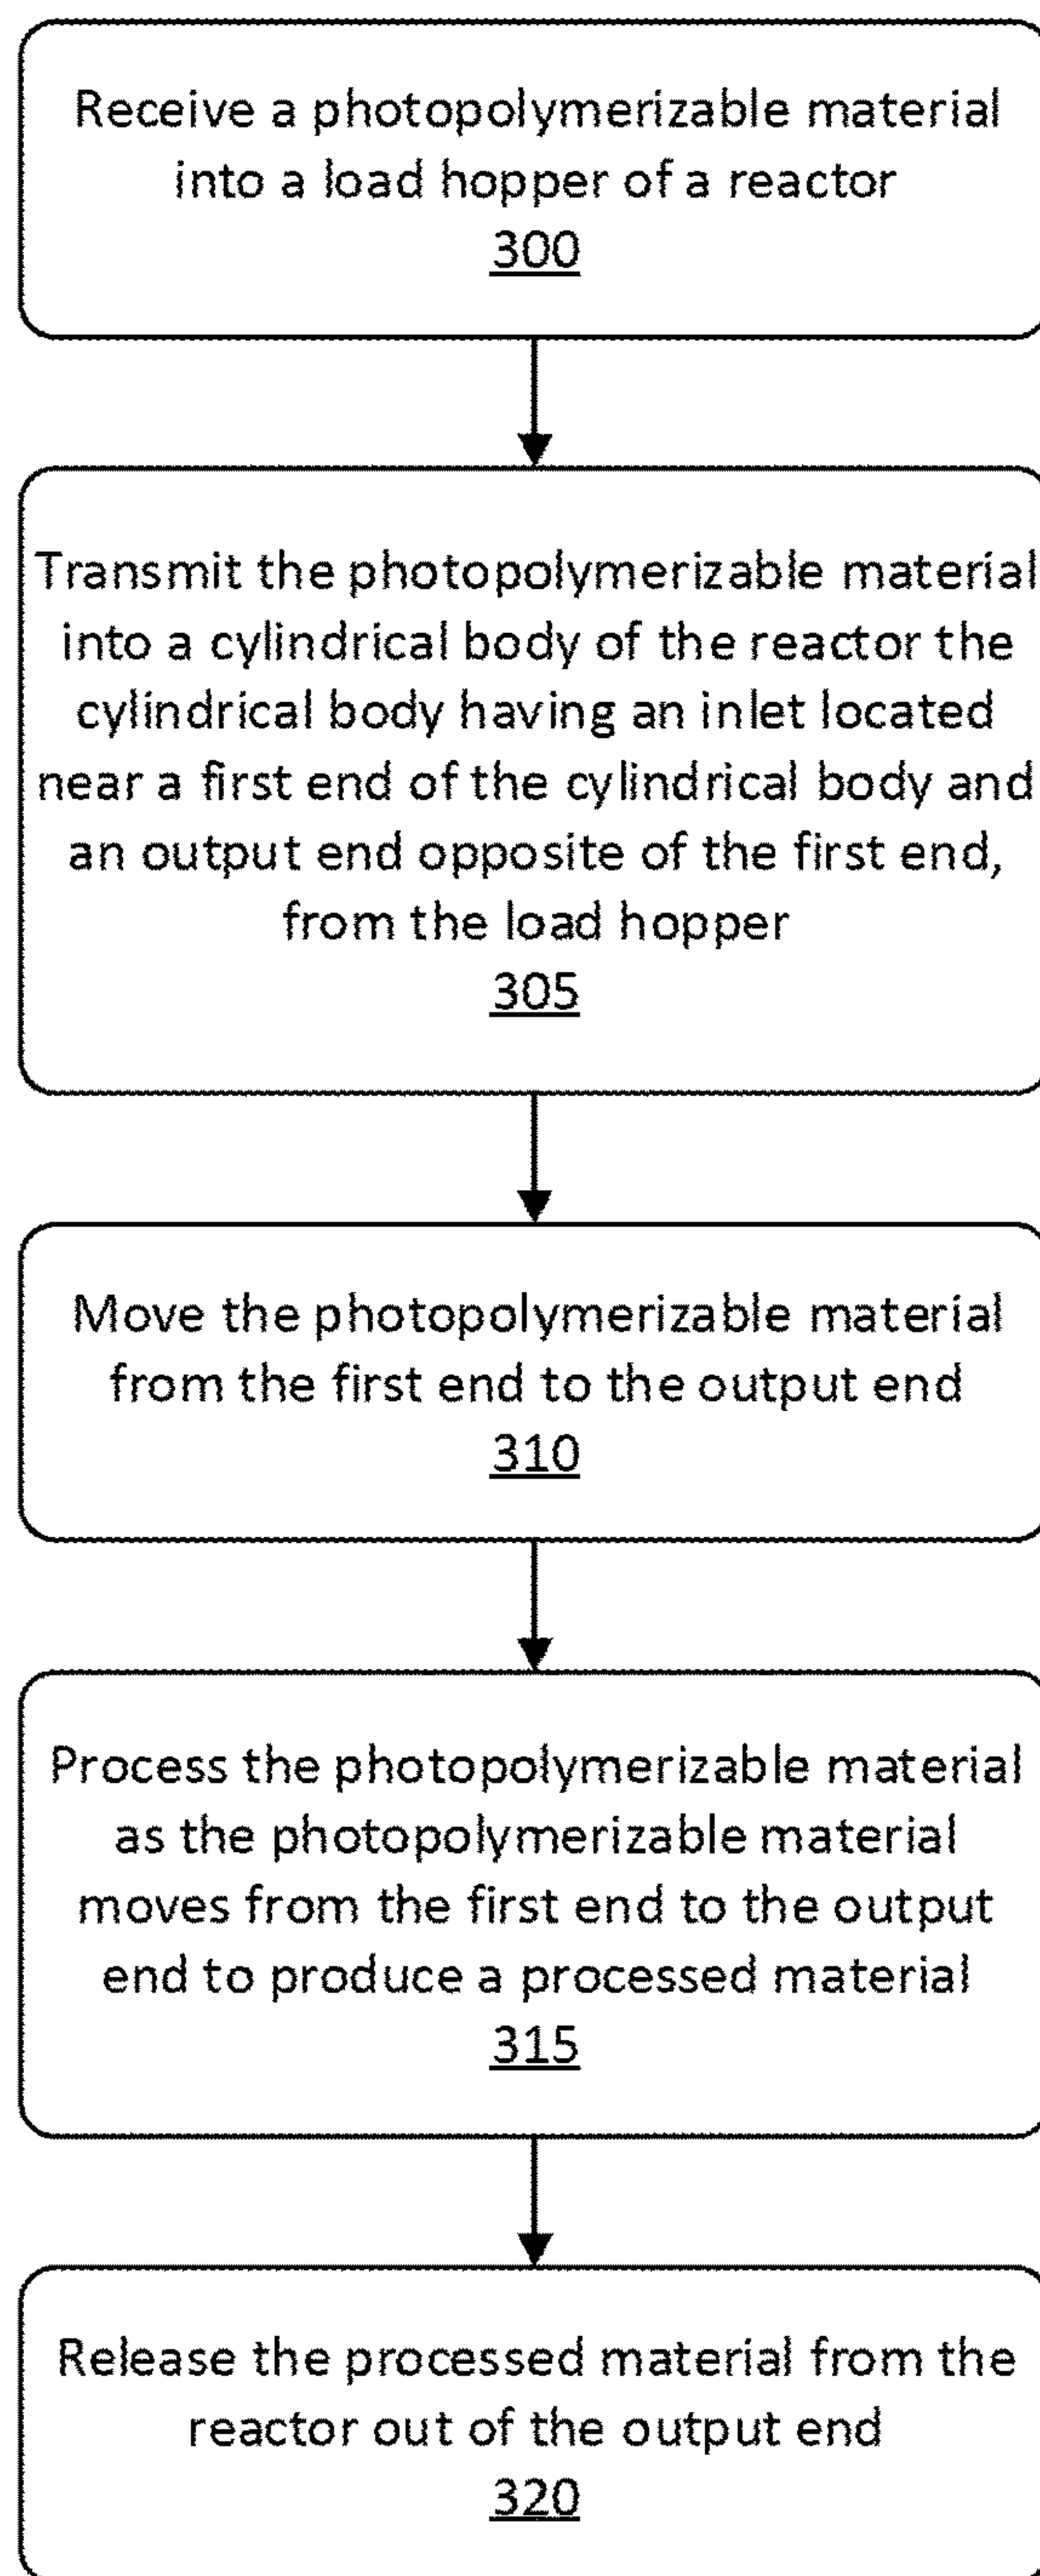 Receive a photopolymerizable material
into a load hopper of a reactor
300
Transmit the photopolymerizable material
into a cylindrical body of the reactor the
cylindrical body having an inlet located
near a first end of the cylindrical body and
an output end opposite of the first end,
from the load hopper
305
Move the photopolymerizable material
from the first end to the output end
310
Process the photopolymerizable material
as the photopolymerizable material
moves from the first end to the output
end to produce a processed material
315
Release the processed material from the
reactor out of the output end
320